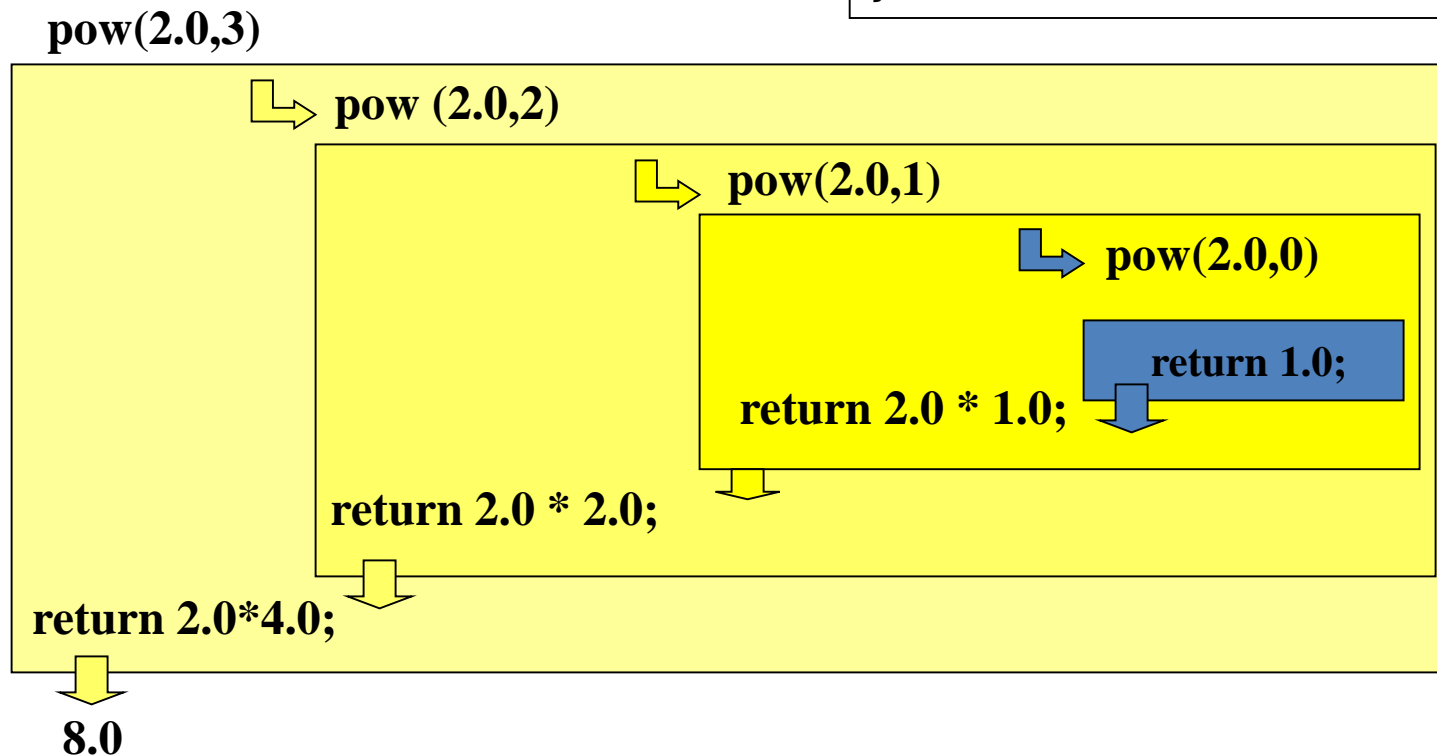 pow(2.0,3)
pow (2.0,2)
pow(2.0,1)
pow(2.0,0)
return 1.0;
return 2.0 * 1.0;
return 2.0 * 2.0;
return 2.0*4.0;
8.0